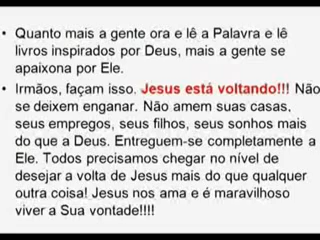 • Quanto mais a gente ora e lê a Palavra e lê
livros inspirados por Deus, mais a gente se
apaixona por Ele.
• Irmãos, façam isso. Jesus está voltando!!! Não
se deixem enganar. Não amem suas casas,
seus empregos, seus filhos, seus sonhos mais
do que a Deus. Entreguem-se completamente a
Ele. Todos precisamos chegar no nível de
desejar a volta de Jesus mais do que qualquer
outra coisa! Jesus nos ama e é maravilhoso
viver a Sua vontade!!!!